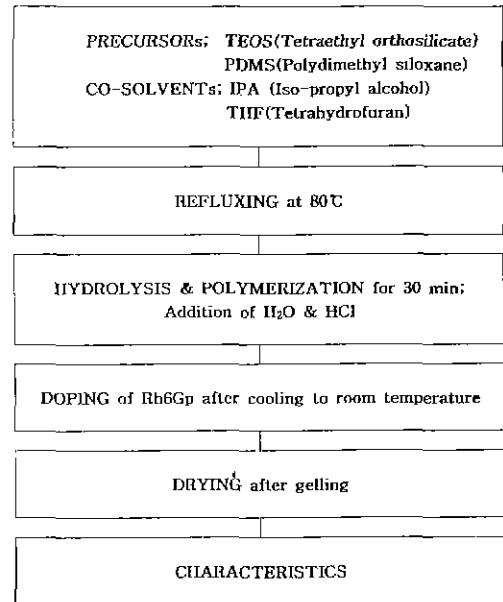 PRECURSORs; TEOS(Tetraethyl orthosilicate)
PDMS(Polydimethyl siloxane)
CO-SOLVENTs; IPA (Iso-propyl alcohol)
THF(Tetrahydrofuran)
REFLUXING at 80℃
HYDROLYSIS & POLYMERIZATION for 30 min;
Addition of H₂O & HCl
DOPING of Rh6Gp after cooling to room temperature
DRYING after gelling
CHARACTERISTICS